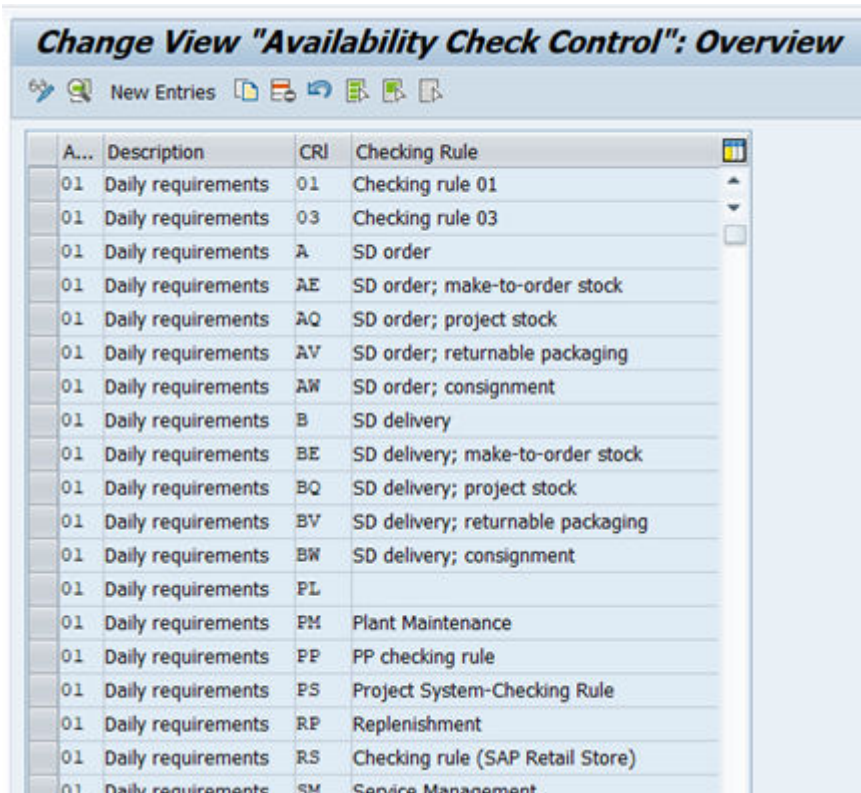 Change View "Availability Check Control": Overview
New Entries
A... Description CRl Checking Rule
01 Daily requirements 01 Checking rule 01
01 Daily requirements 03 Checking rule 03
01 Daily requirements A SD order
01 Daily requirements AE SD order; make-to-order stock
01 Daily requirements AQ SD order; project stock
01 Daily requirements AV SD order; returnable packaging
01 Daily requirements AW SD order; consignment
01 Daily requirements B SD delivery
01 Daily requirements BE SD delivery; make-to-order stock
01 Daily requirements BQ SD delivery; project stock
01 Daily requirements BV SD delivery; returnable packaging
01 Daily requirements BW SD delivery; consignment
01 Daily requirements PL
01 Daily requirements PM Plant Maintenance
01 Daily requirements PP PP checking rule
01 Daily requirements PS Project System-Checking Rule
01 Daily requirements RP Replenishment
01 Daily requirements RS Checking rule (SAP Retail Store)
01 Daily requirements SM Service Management